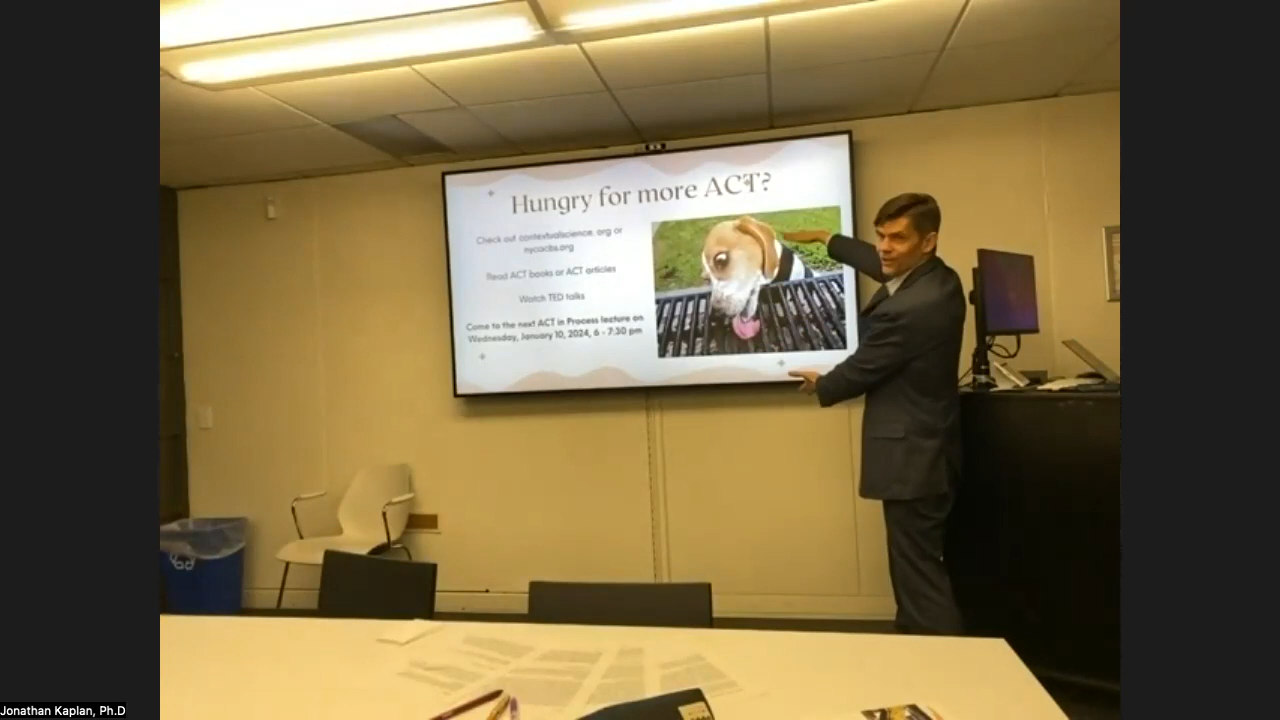 Hungry for more ACT?
Check out contextualscience.org or
nycacbs.org
Read ACT books or ACT articles
Watch TED talks
Come to the next ACT in Process lecture on
Wednesday, January 10, 2024, 6 - 7:30 pm
Jonathan Kaplan, Ph.D